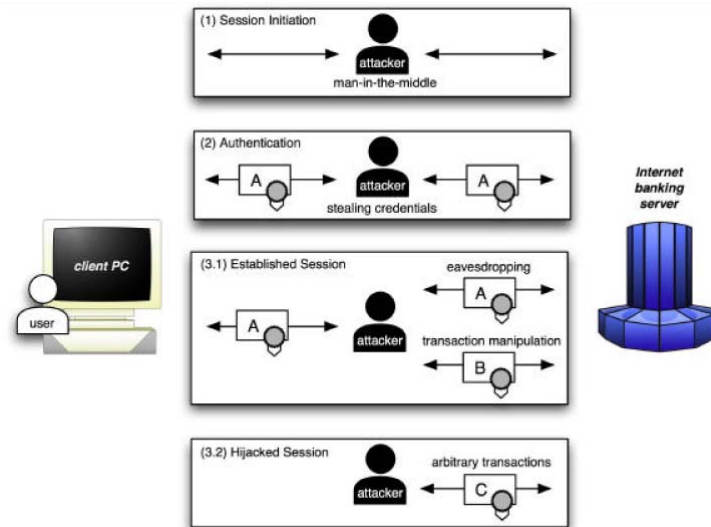 (1) Session Initiation
attacker
man-in-the-middle
(2) Authentication
A
attacker
A
stealing credentials
Internet
banking
server
client PC
user
(3.1) Established Session
eavesdropping
A
A
attacker
transaction manipulation
B
(3.2) Hijacked Session
arbitrary transactions
attacker
C